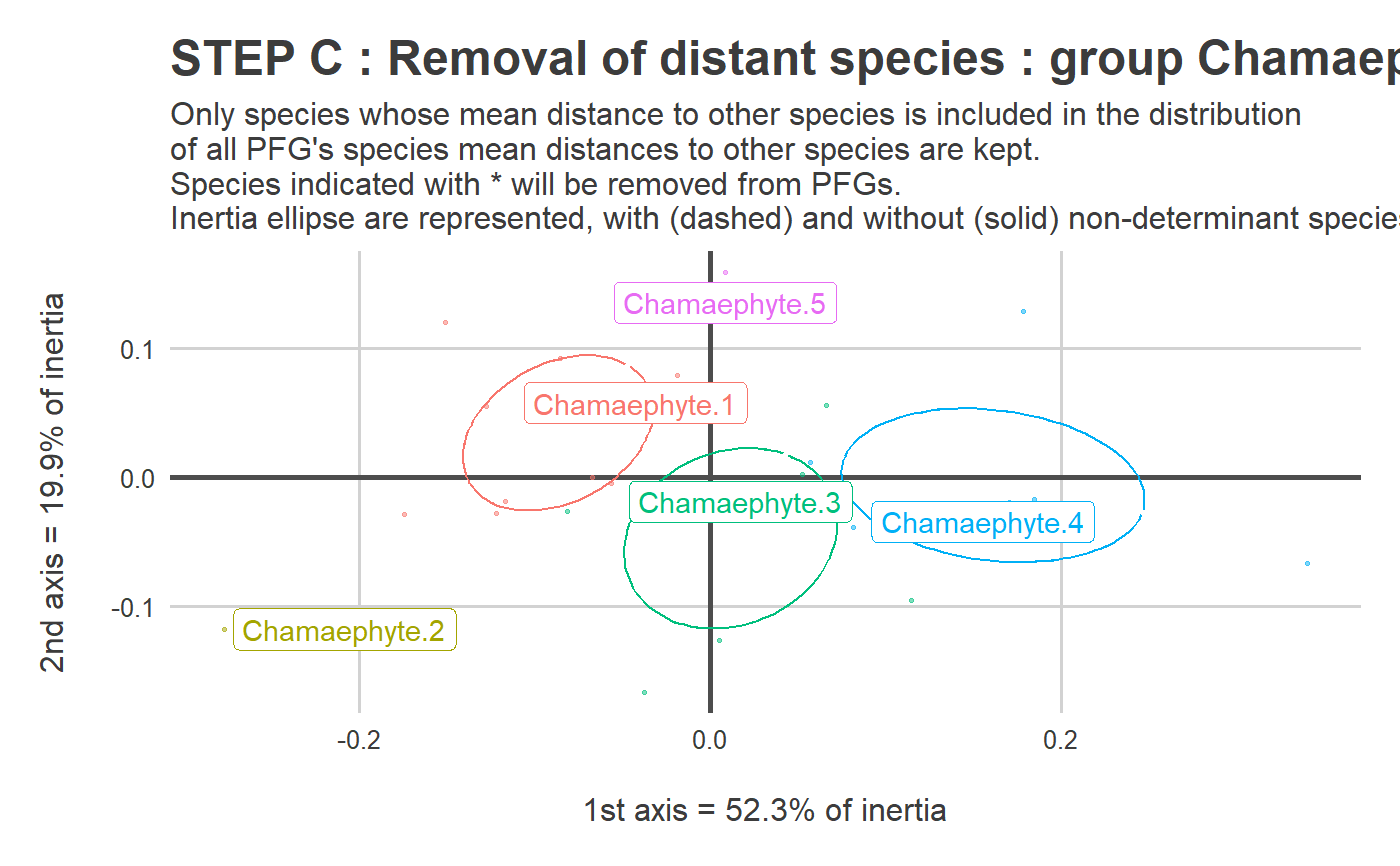 STEP C : Removal of distant species : group Chamaep
Only species whose mean distance to other species is included in the distribution
of all PFG's species mean distances to other species are kept.
Species indicated with * will be removed from PFGs.
Inertia ellipse are represented, with (dashed) and without (solid) non-determinant species
2nd axis = 19.9% of inertia
0.1
0.0
-0.1
Chamaephyte.5
Chamaephyte.1
Chamaephyte.3
Chamaephyte.4
Chamaephyte.2
-0.2
0.0
0.2
1st axis = 52.3% of inertia